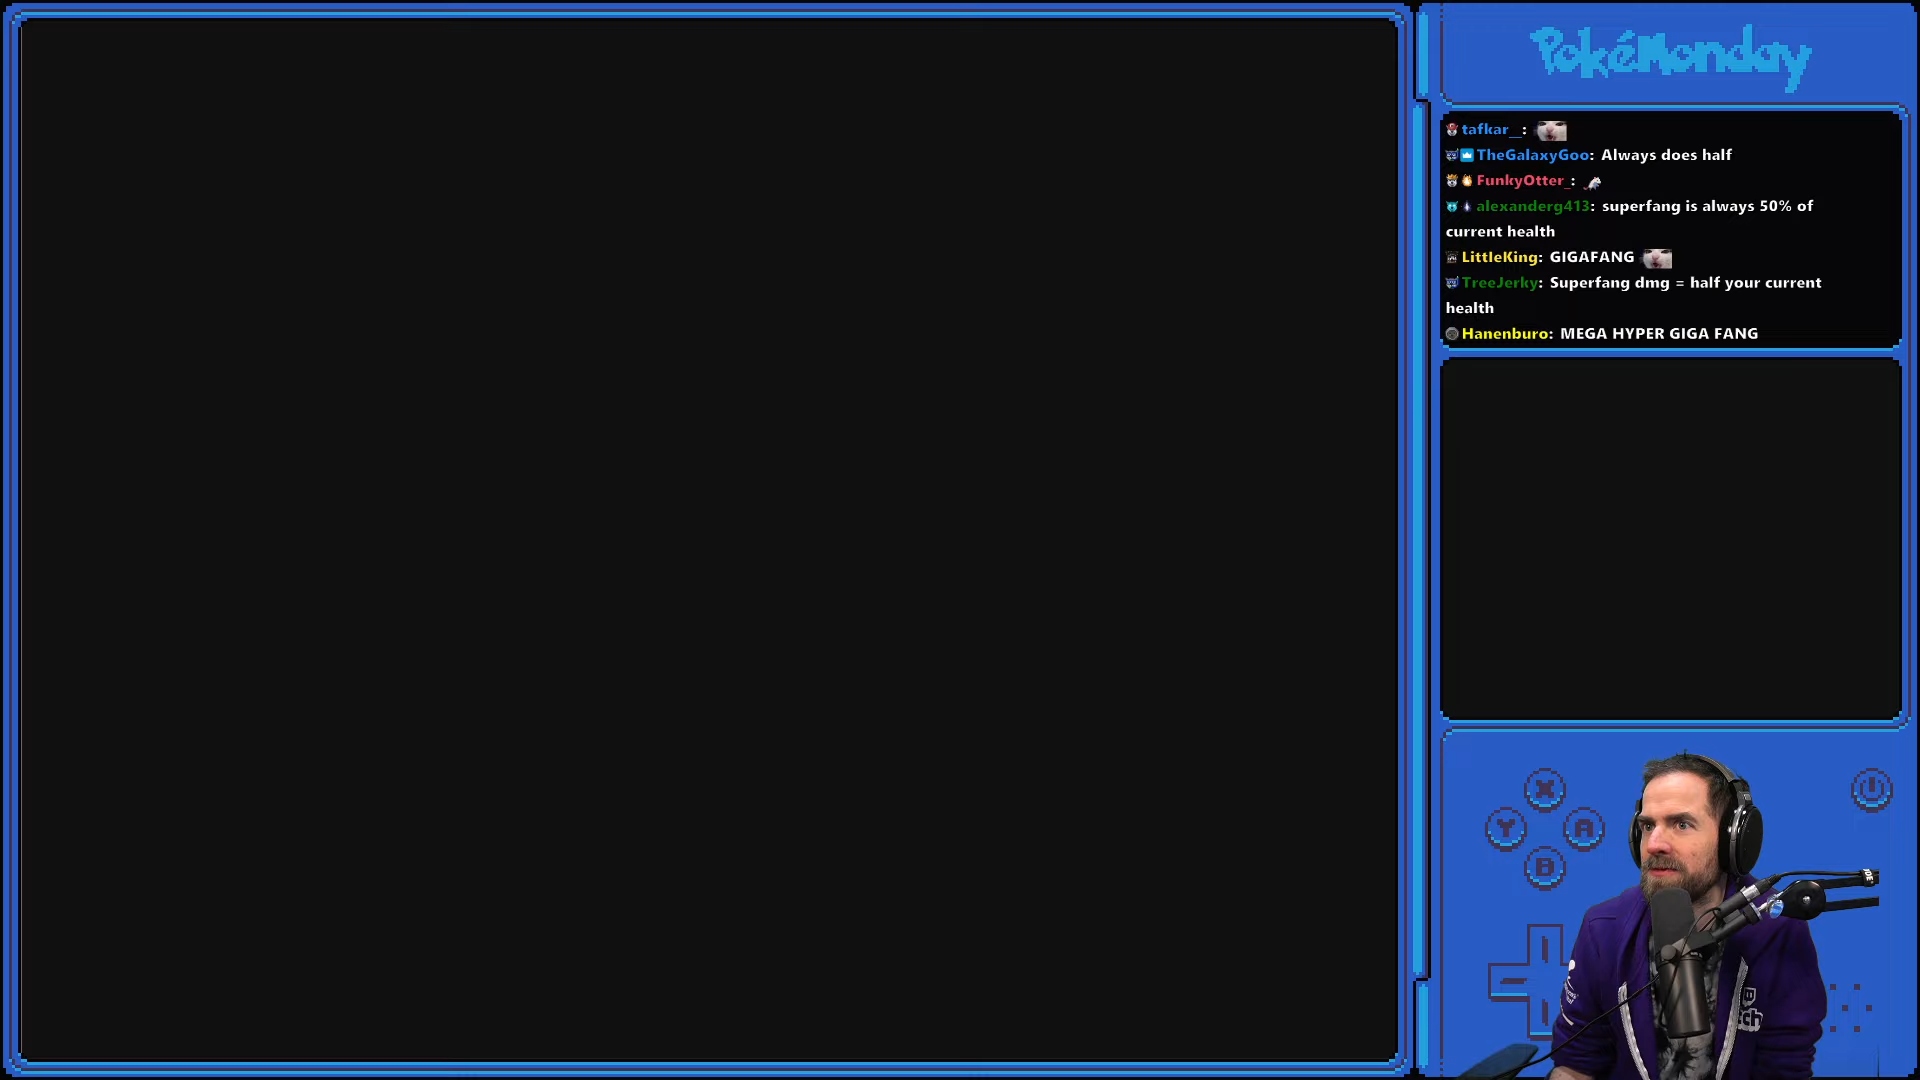 PokéMonday
tafkar__:
TheGalaxyGoo: Always does half
FunkyOtter_:
alexanderg413: superfang is always 50% of
current health
LittleKing: GIGAFANG
TreeJerky: Superfang dmg = half your current
health
Hanenburo: MEGA HYPER GIGA FANG
X
Y
A
B